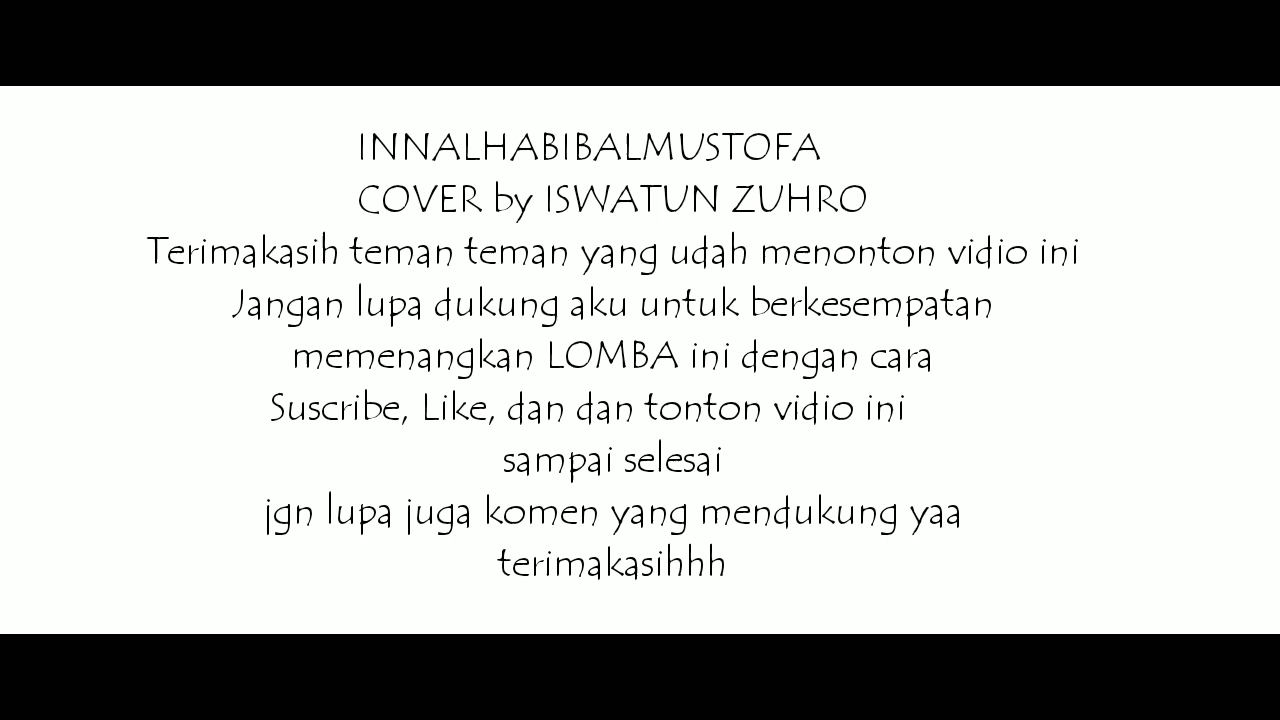 INNALHABIBALMUSTOFA
COVER by ISWATUN ZUHRO
Terimakasih teman teman yang udah menonton vidio ini
Jangan lupa dukung aku untuk berkesempatan
memenangkan LOMBA ini dengan cara
Suscribe, Like, dan dan tonton vidio ini
sampai selesai
jgn lupa juga komen yang mendukung yaa
terimakasihhh